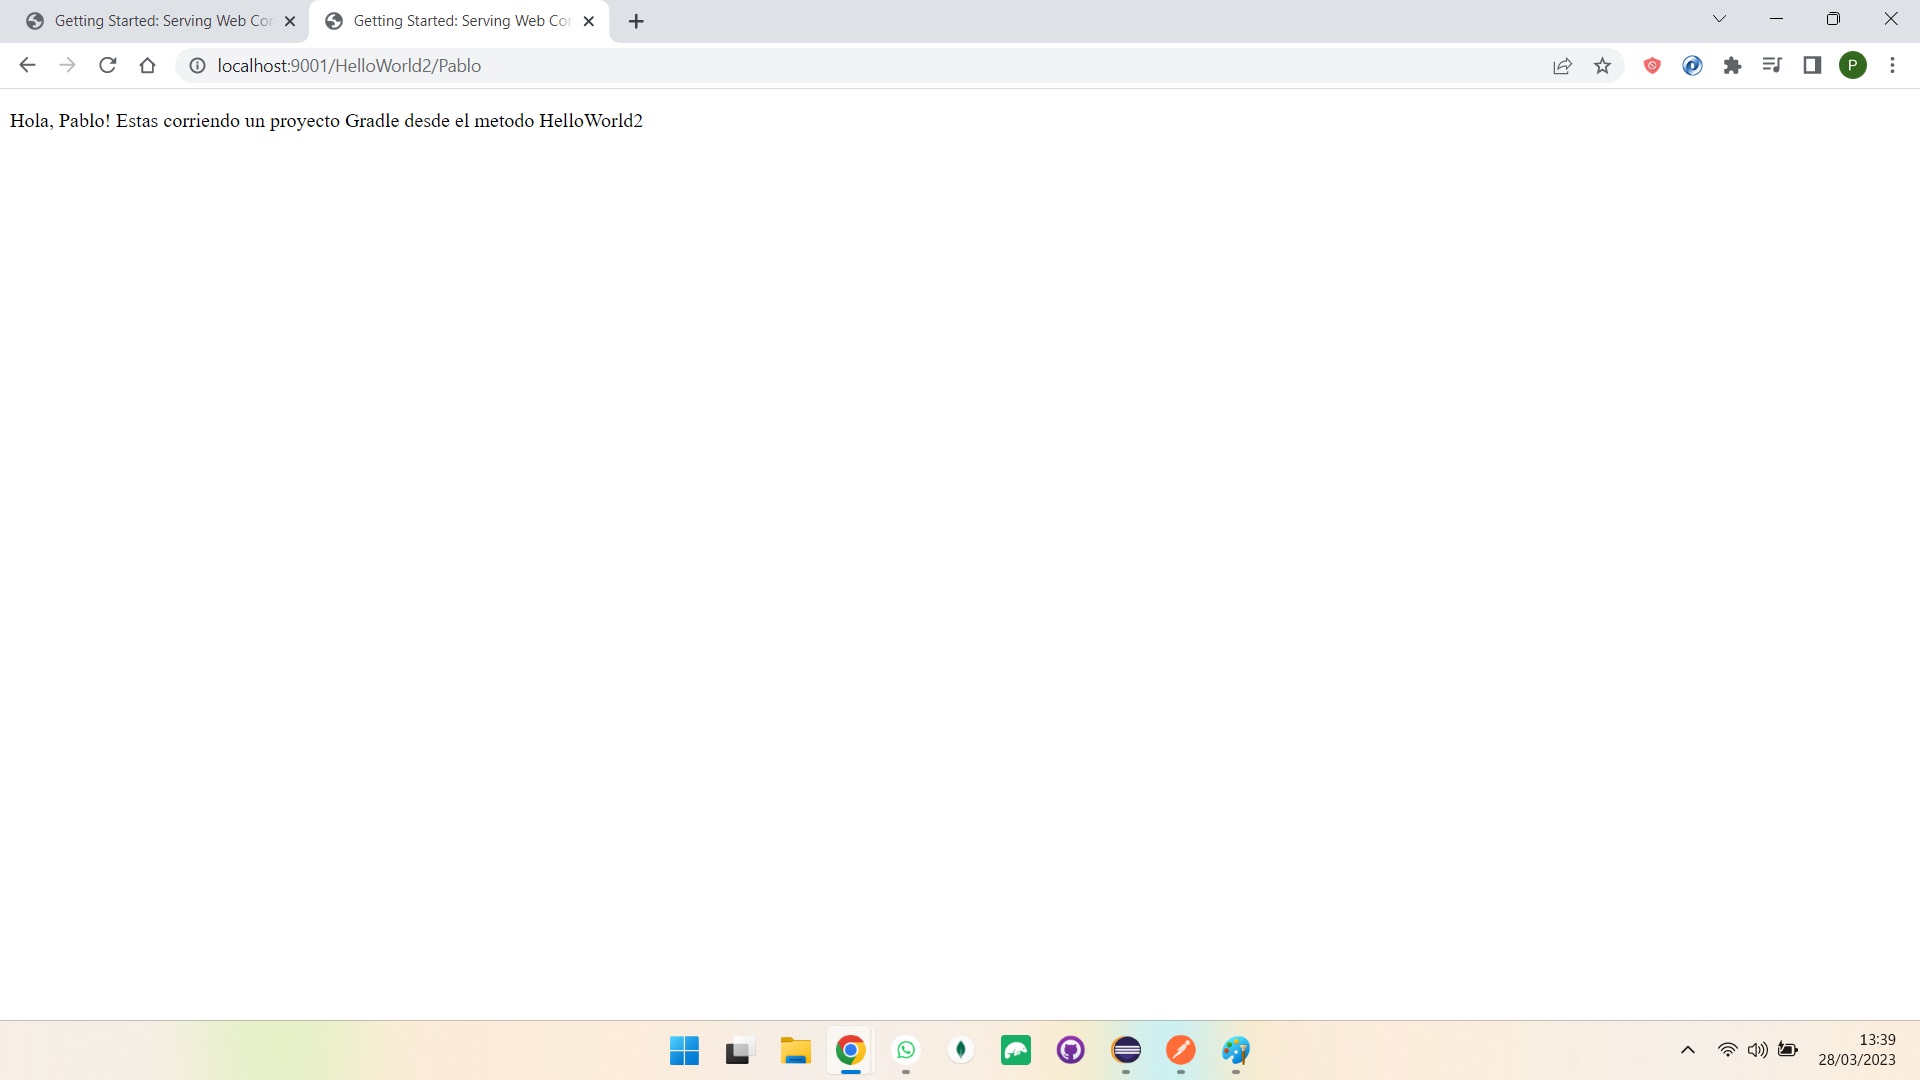 Getting Started: Serving Web Cor
Getting Started: Serving Web Cor
localhost:9001/HelloWorld2/Pablo
P
Hola, Pablo! Estas corriendo un proyecto Gradle desde el metodo HelloWorld2
13:39
28/03/2023